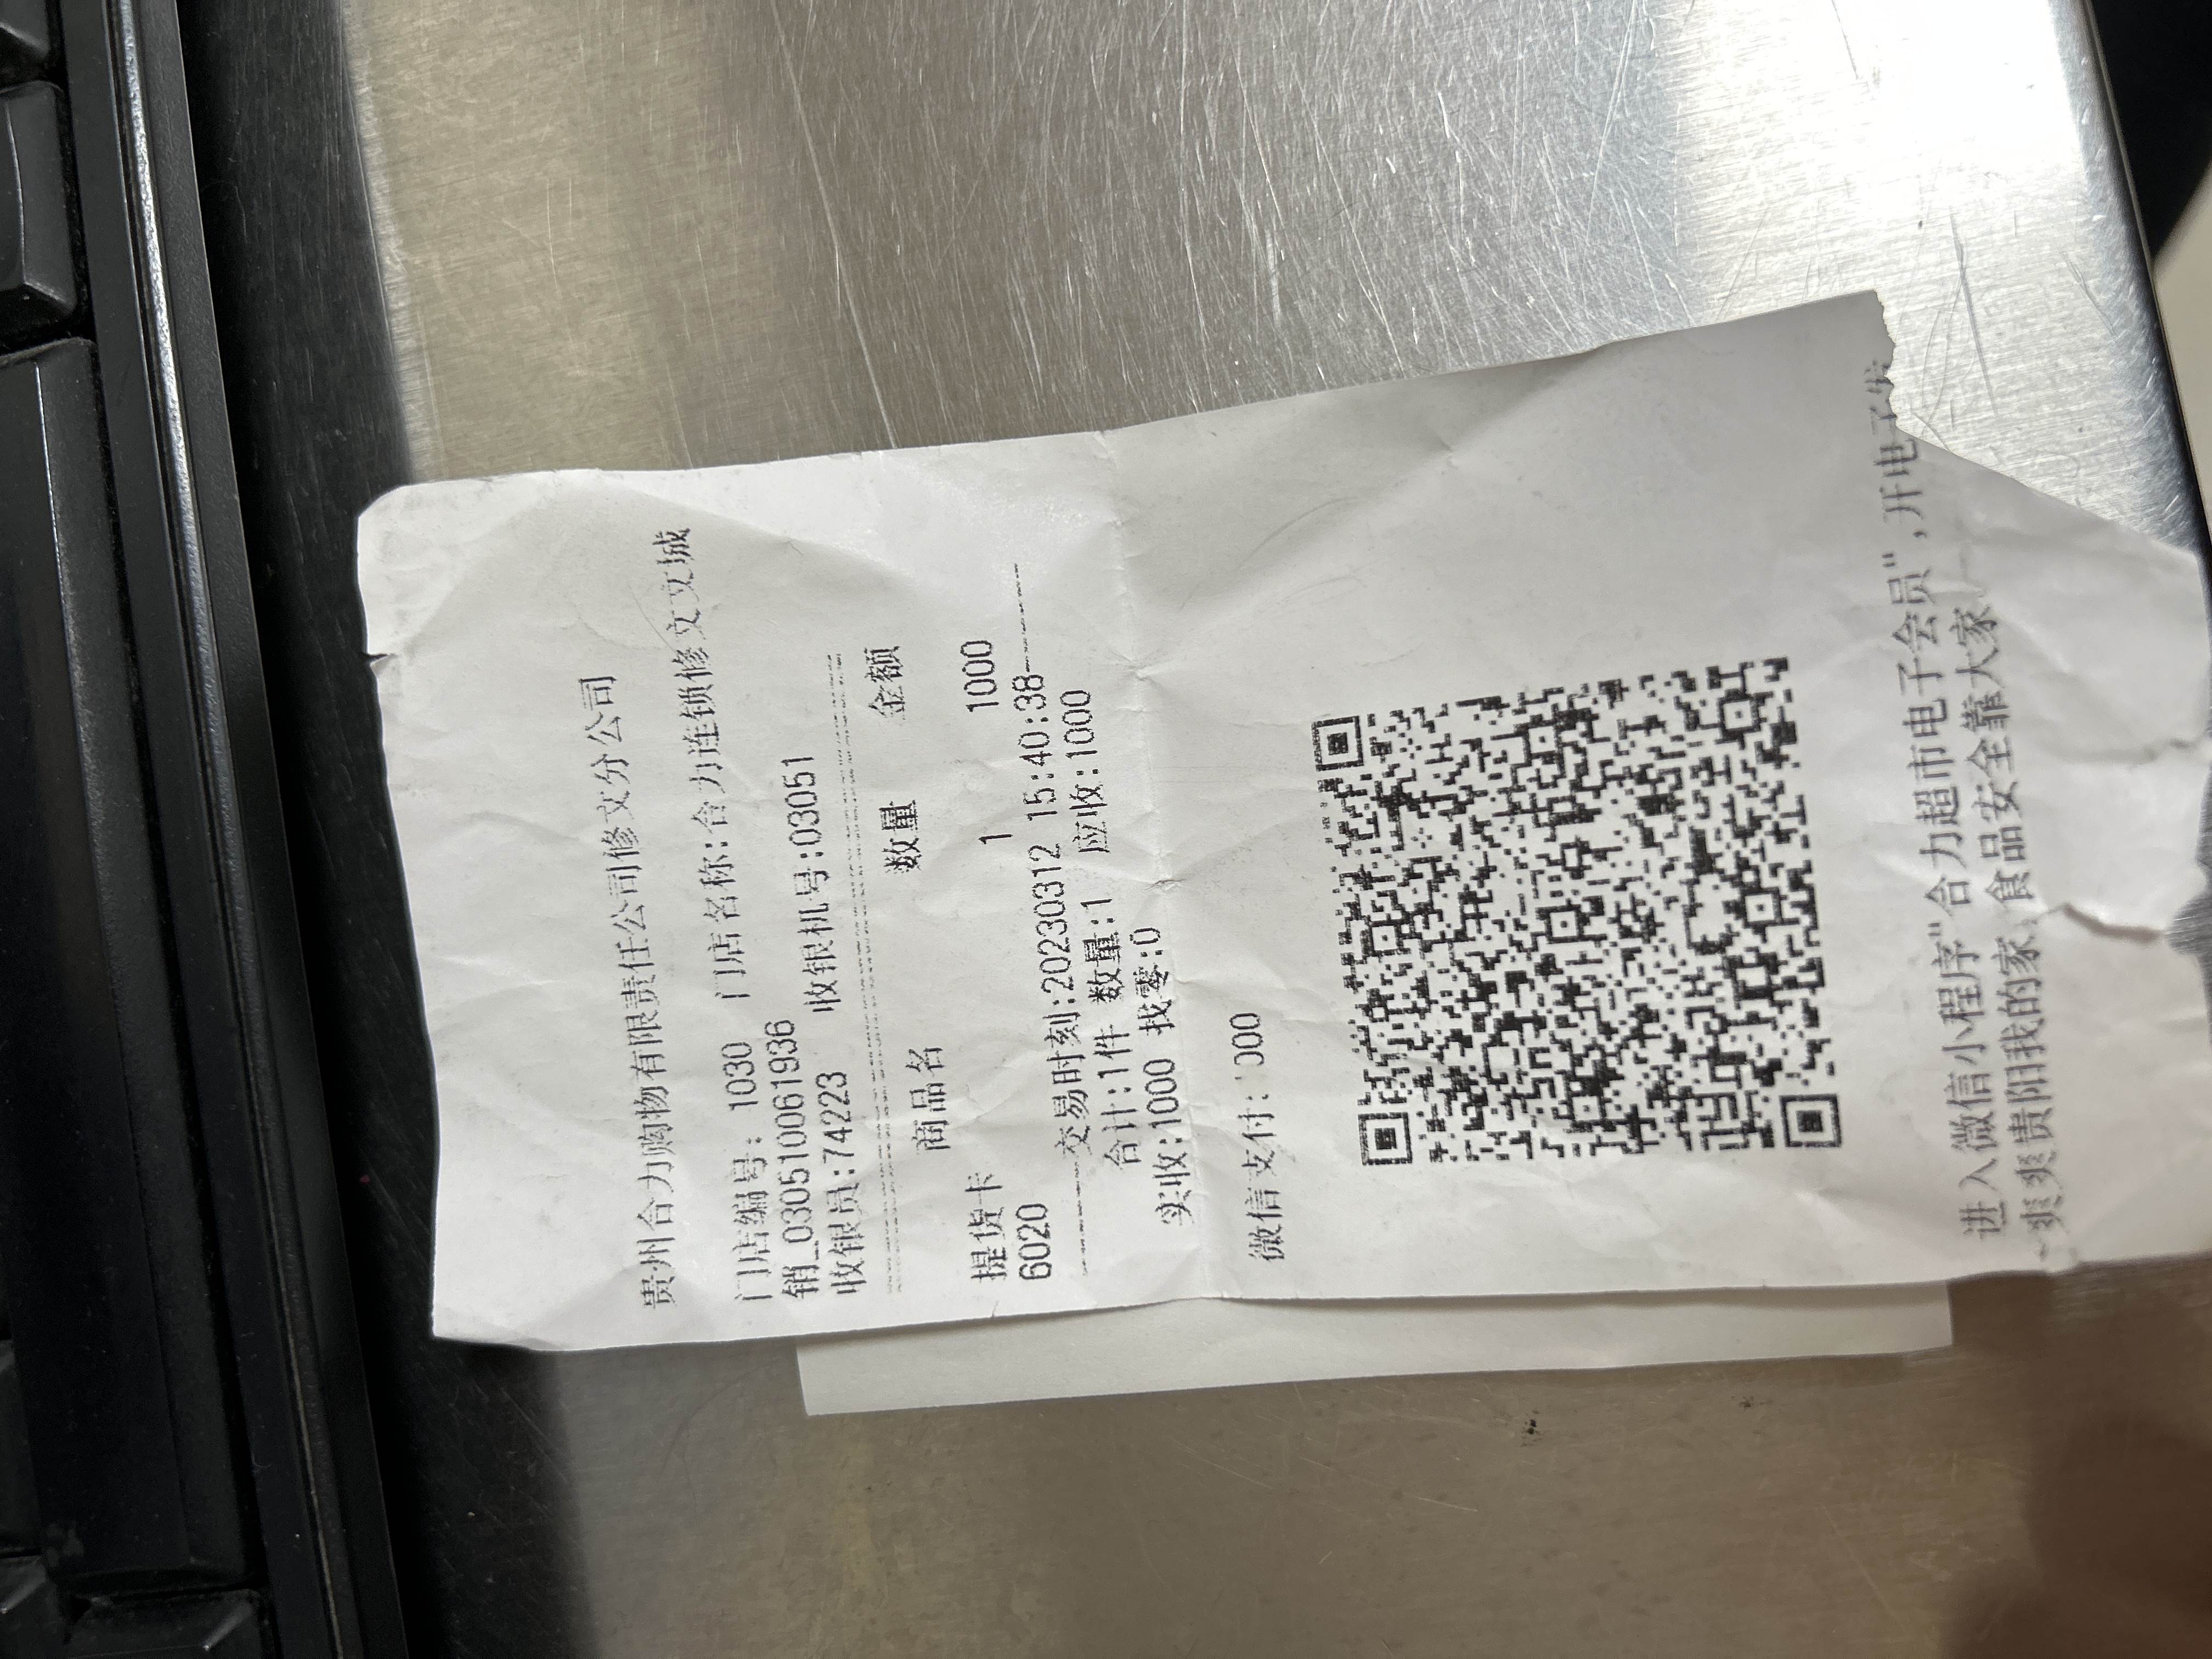 贵州合力购物有限责任公司修文分公司
门店编号: 1030 门店名称:合力连锁修文文城
销_030510061936
收银员:74223 收银机号:03051
商品名 数量 金额
提货卡
6020 1 1000
交易时刻:20230312 15:40:38
合计:1件 数量:1 应收:1000
实收:1000 找零:0
微信支付: 000
进入微信小程序"合力超市电子会员",开电子发
~爽爽贵阳我的家,食品安全靠大家